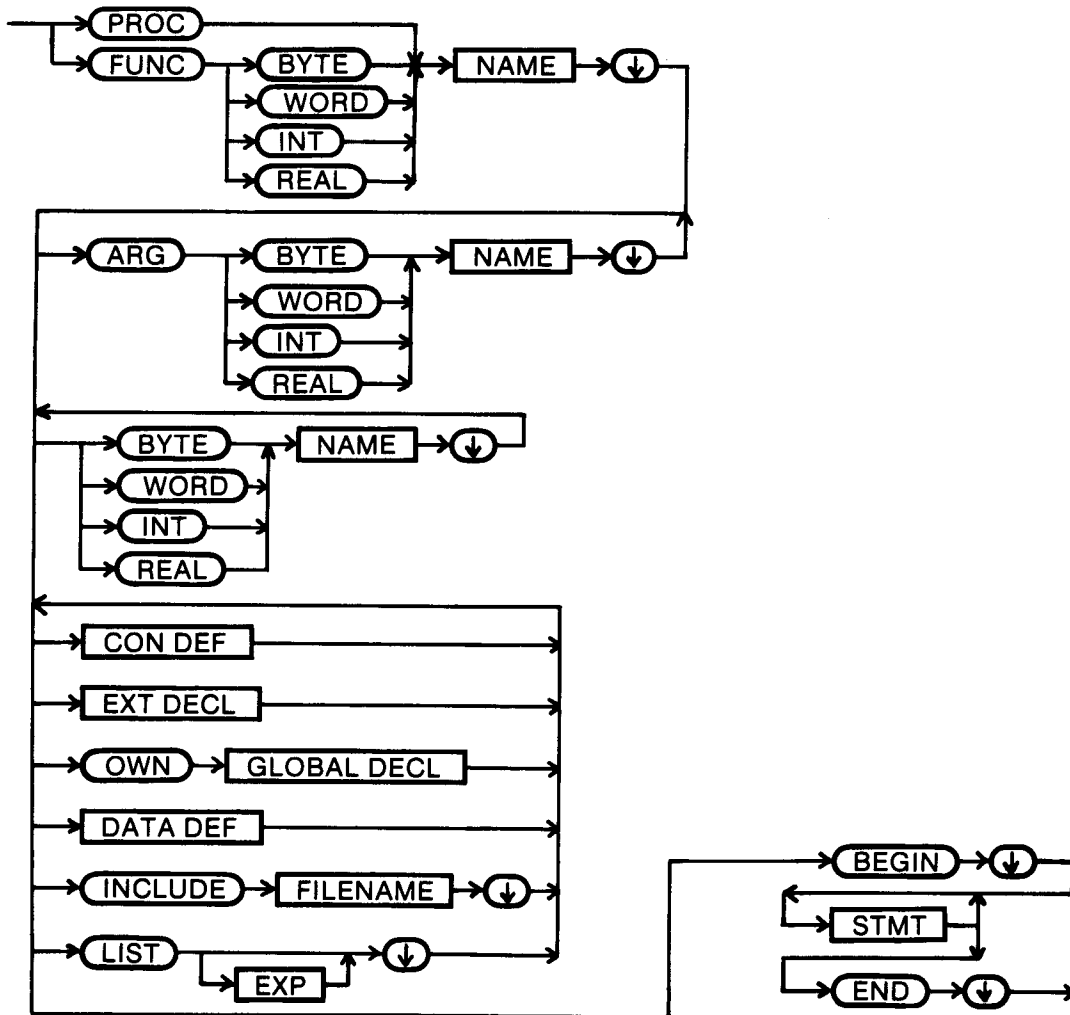 PROC
FUNC BYTE NAME ↓
WORD
INT
REAL
ARG BYTE NAME ↓
WORD
INT
REAL
BYTE NAME ↓
WORD
INT
REAL
CON DEF
EXT DECL
OWN GLOBAL DECL
DATA DEF
INCLUDE FILENAME ↓
LIST ↓
EXP
BEGIN ↓
STMT
END ↓